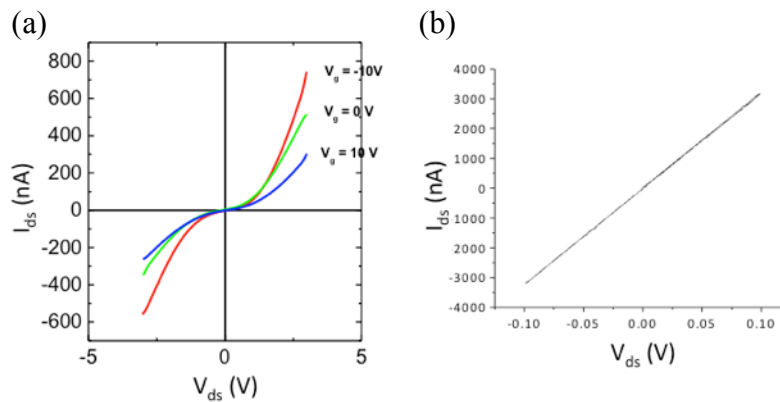 (a)
800
600
400
200
0
-200
-400
-600
I_ds (nA)
V_g = -10V
V_g = 0 V
V_g = 10 V
-5
0
5
V_ds (V)
(b)
4000
3000
2000
1000
0
-1000
-2000
-3000
-4000
I_ds (nA)
-0.10
-0.05
0.00
0.05
0.10
V_ds (V)